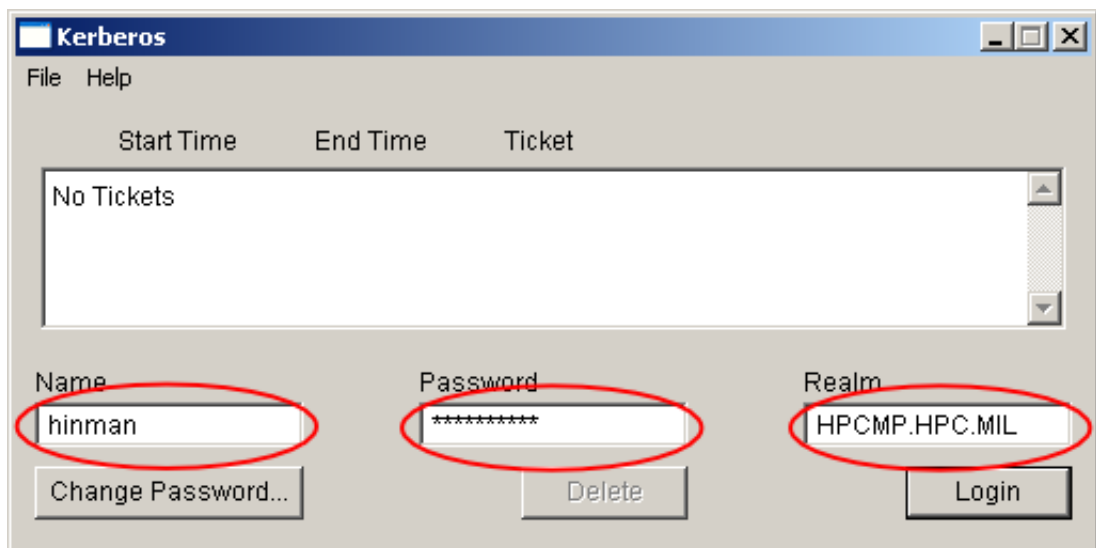 Kerberos
File Help
Start Time End Time Ticket
No Tickets
Name Password Realm
hinman ********** HPCMP.HPC.MIL
Change Password... Delete Login